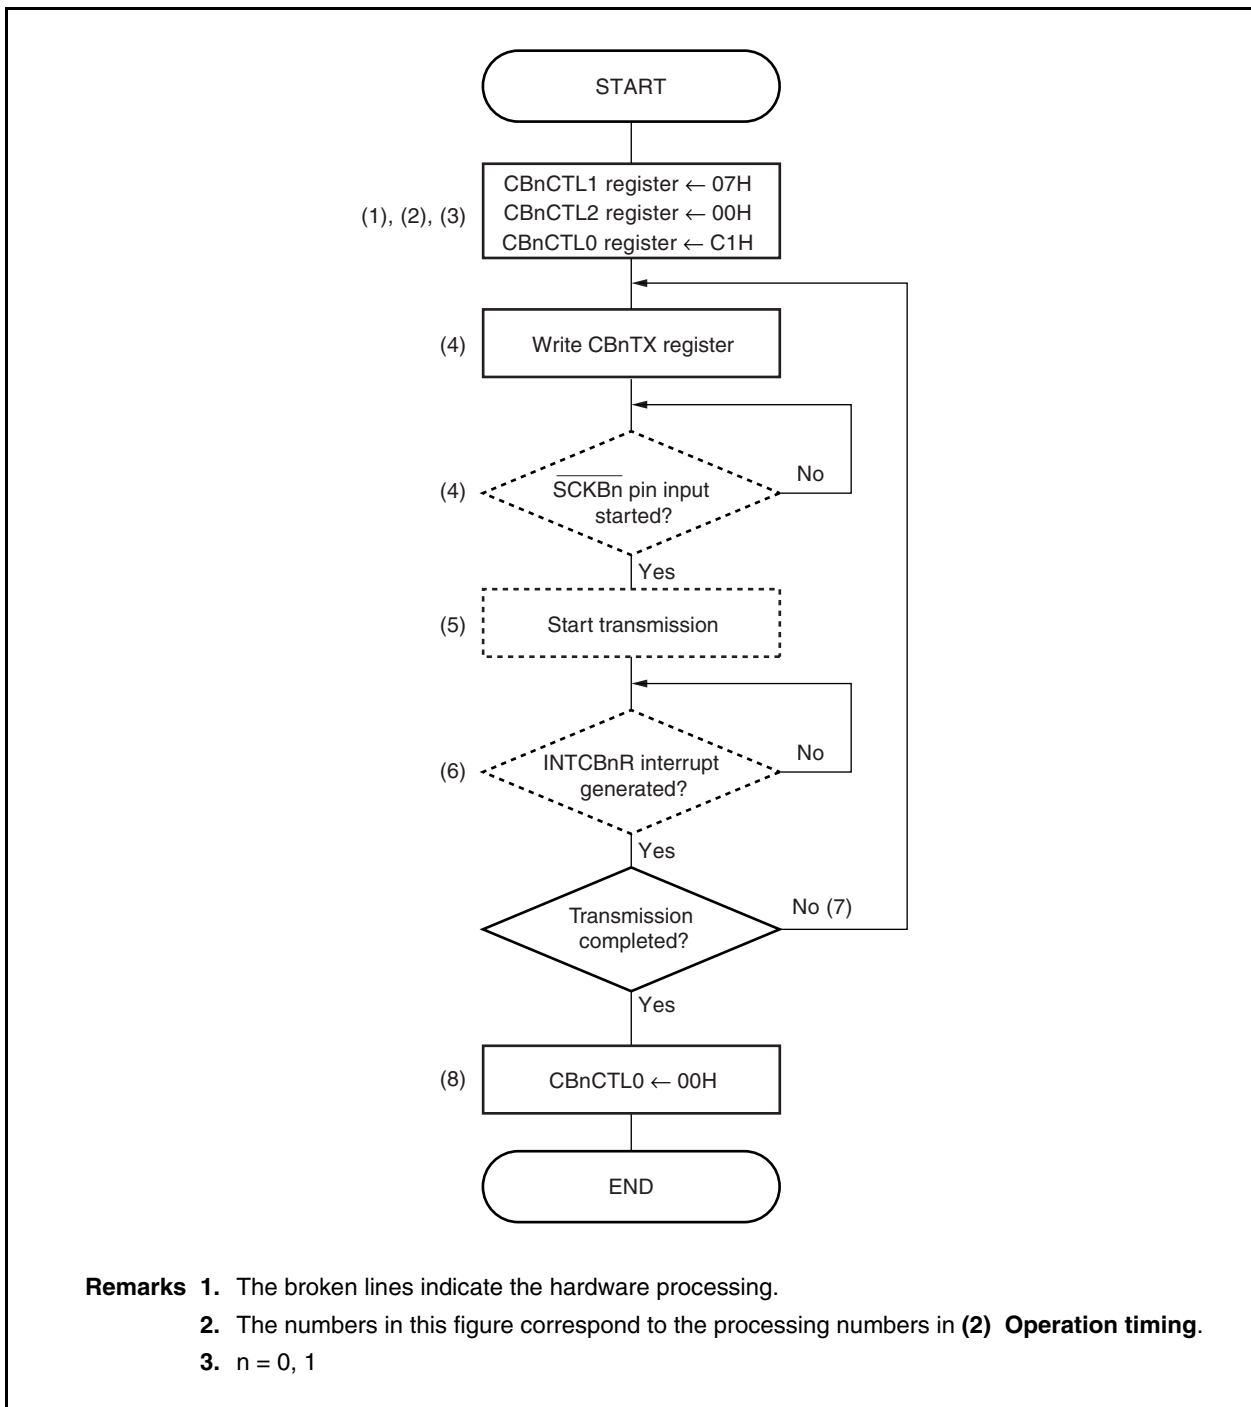 START
(1), (2), (3)
CBnCTL1 register ← 07H
CBnCTL2 register ← 00H
CBnCTL0 register ← C1H
(4) Write CBnTX register
(4)
SCKBn pin input
started?
No
Yes
(5) Start transmission
(6)
INTCBnR interrupt
generated?
No
Yes
Transmission
completed?
No (7)
Yes
(8) CBnCTL0 ← 00H
END
Remarks 1. The broken lines indicate the hardware processing.
2. The numbers in this figure correspond to the processing numbers in (2) Operation timing.
3. n = 0, 1